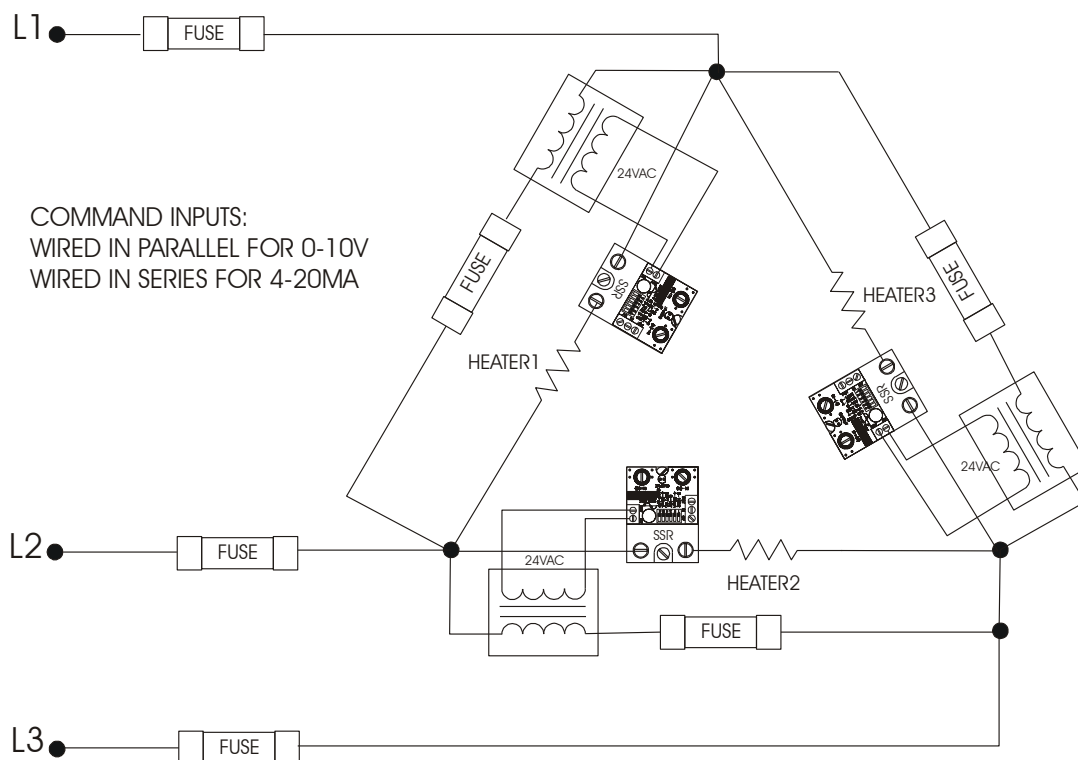 L1
FUSE
24VAC
COMMAND INPUTS:
WIRED IN PARALLEL FOR 0-10V
WIRED IN SERIES FOR 4-20MA
FUSE
SSR
FUSE
HEATER3
HEATER1
SSR
24VAC
SSR
L2
FUSE
24VAC
HEATER2
FUSE
L3
FUSE